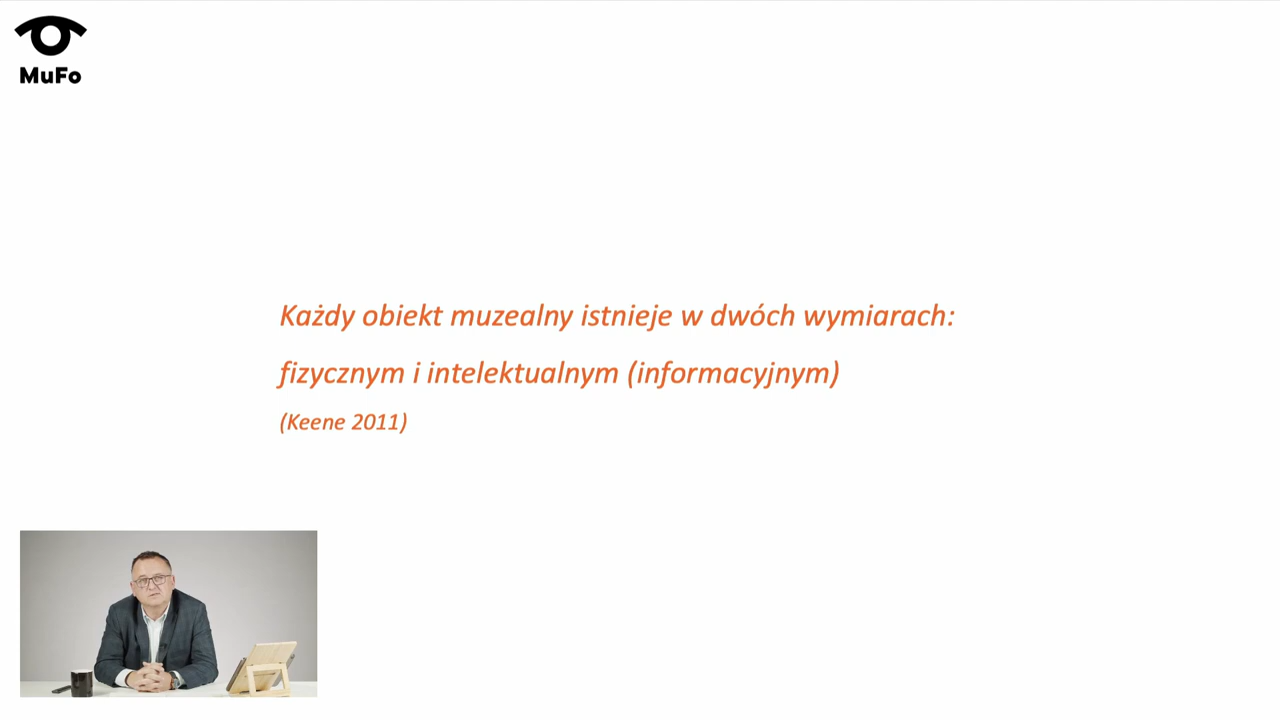 MuFo
Każdy obiekt muzealny istnieje w dwóch wymiarach:
fizycznym i intelektualnym (informacyjnym)
(Keene 2011)